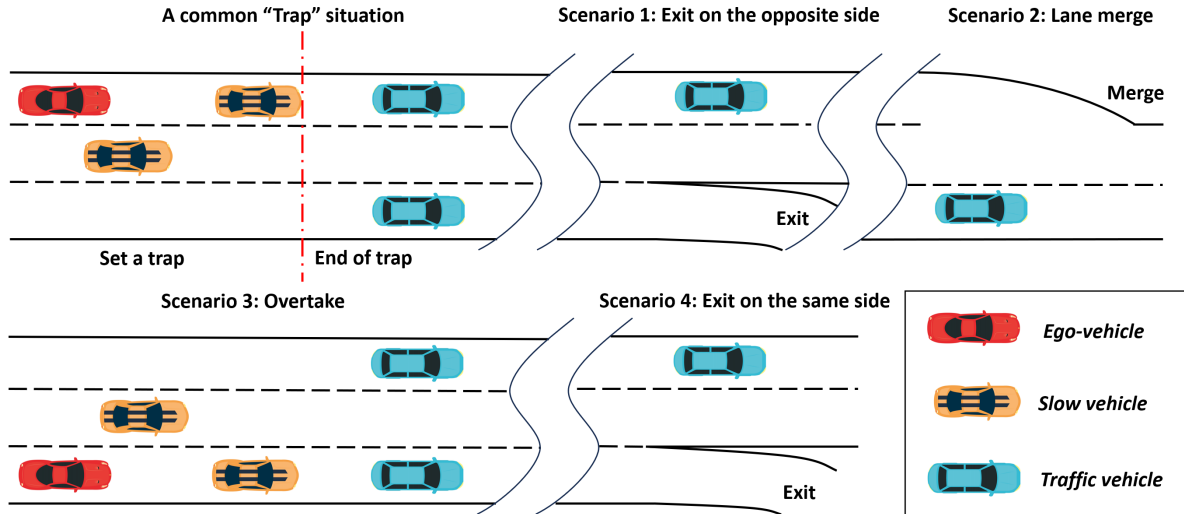 A common “Trap” situation
Scenario 1: Exit on the opposite side
Scenario 2: Lane merge
Merge
Exit
Set a trap
End of trap
Scenario 3: Overtake
Scenario 4: Exit on the same side
Exit
Ego-vehicle
Slow vehicle
Traffic vehicle